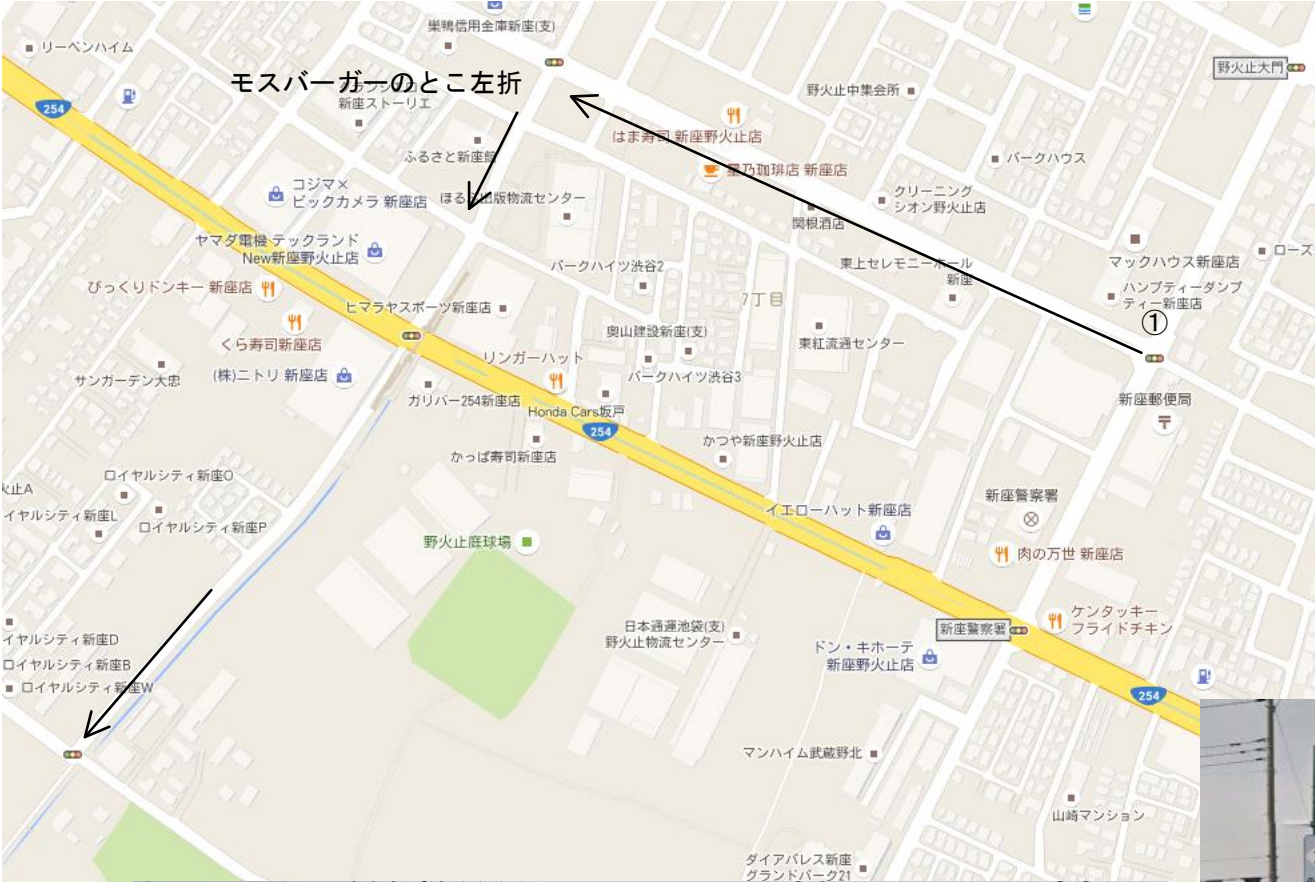 巣鴨信用金庫新座(支)
リーベンハイム
野火止大門
モスバーガーのとこ左折
新座ストーリエ
野火止中集会所
254
はま寿司 新座野火止店
ふるさと新座館
星乃珈琲店 新座店
パークハウス
コジマ×
ビックカメラ 新座店
クリーニング
シオン野火止店
関根酒店
ヤマダ電機 テックランド
New新座野火止店
パークハイツ渋谷2
東上セレモニーホール
新座
マックハウス新座店
ローズ
びっくりドンキー 新座店
ハンプティーダンプ
ティー新座店
ヒマラヤスポーツ新座店
7丁目
①
くら寿司新座店
奥山建設新座(支)
東紅流通センター
リンガーハット
サンガーデン大忠
(株)ニトリ 新座店
パークハイツ渋谷3
ガリバー254新座店
Honda Cars坂戸
新座郵便局
254
かつや新座野火止店
かっぱ寿司新座店
ロイヤルシティ新座O
火止A
イヤルシティ新座L
ロイヤルシティ新座P
新座警察署
イエローハット新座店
野火止庭球場
肉の万世 新座店
ケンタッキー
フライドチキン
日本通運池袋(支)
野火止物流センター
新座警察署
イヤルシティ新座D
ロイヤルシティ新座B
ロイヤルシティ新座W
ドン・キホーテ
新座野火止店
254
マンハイム武蔵野北
山崎マンション
ダイアパレス新座
グランドパーク21